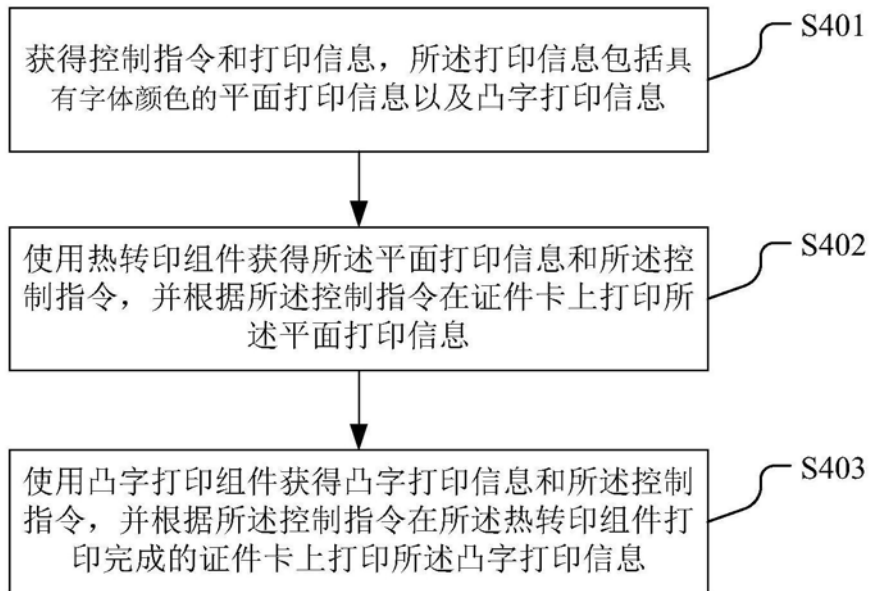 获得控制指令和打印信息，所述打印信息包括具
有字体颜色的平面打印信息以及凸字打印信息
S401
使用热转印组件获得所述平面打印信息和所述控
制指令，并根据所述控制指令在证件卡上打印所
述平面打印信息
S402
使用凸字打印组件获得凸字打印信息和所述控制
指令，并根据所述控制指令在所述热转印组件打
印完成的证件卡上打印所述凸字打印信息
S403